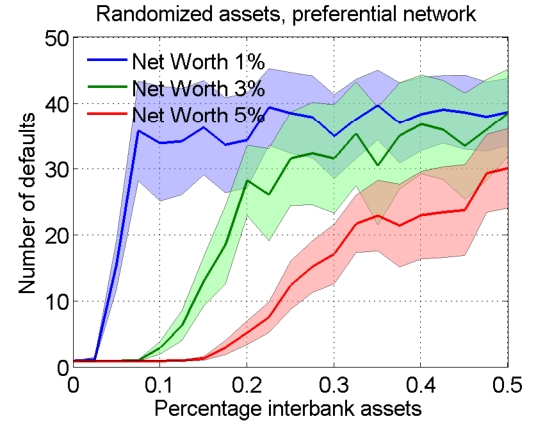 Randomized assets, preferential network
Number of defaults
50
40
30
20
10
0
Net Worth 1%
Net Worth 3%
Net Worth 5%
0 0.1 0.2 0.3 0.4 0.5
Percentage interbank assets